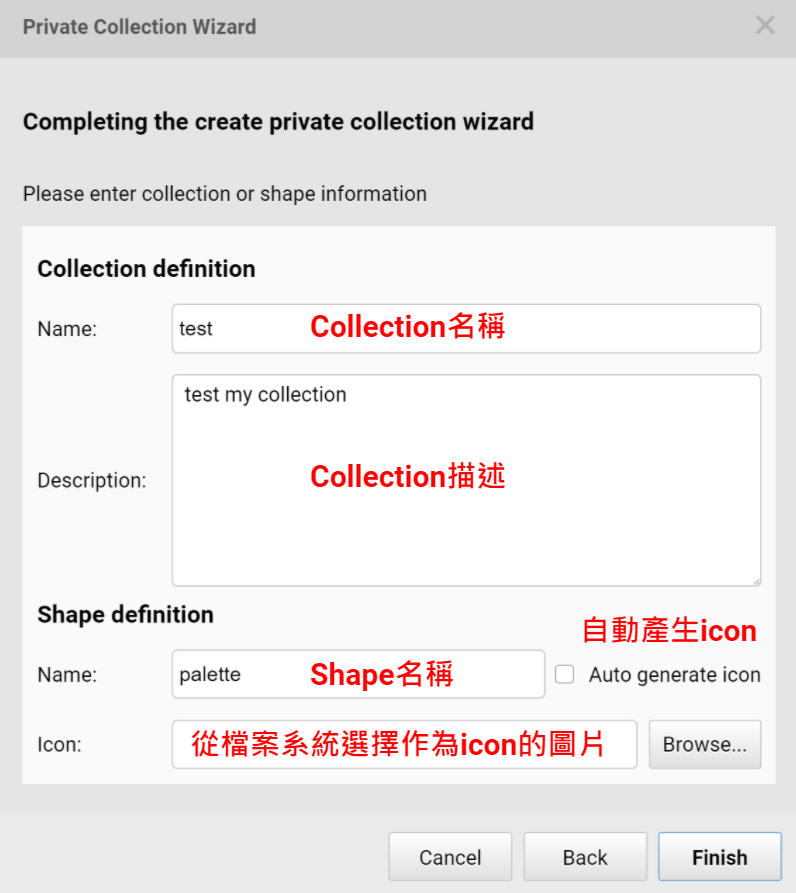 Private Collection Wizard
Completing the create private collection wizard
Please enter collection or shape information
Collection definition
Name: test Collection名稱
test my collection
Description: Collection描述
Shape definition
自動產生icon
Name: palette Shape名稱 Auto generate icon
Icon: 從檔案系統選擇作為icon的圖片 Browse...
Cancel Back Finish